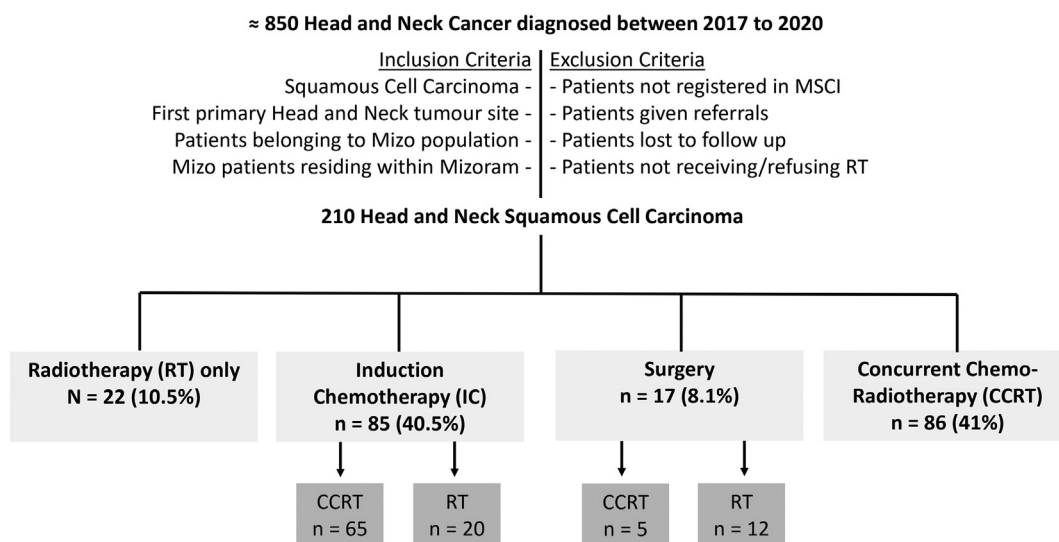 ≈ 850 Head and Neck Cancer diagnosed between 2017 to 2020
Inclusion Criteria
Squamous Cell Carcinoma -
First primary Head and Neck tumour site -
Patients belonging to Mizo population -
Mizo patients residing within Mizoram -
Exclusion Criteria
- Patients not registered in MSCI
- Patients given referrals
- Patients lost to follow up
- Patients not receiving/refusing RT
210 Head and Neck Squamous Cell Carcinoma
Radiotherapy (RT) only
N = 22 (10.5%)
Induction
Chemotherapy (IC)
n = 85 (40.5%)
Surgery
n = 17 (8.1%)
Concurrent Chemo-
Radiotherapy (CCRT)
n = 86 (41%)
CCRT
n = 65
RT
n = 20
CCRT
n = 5
RT
n = 12